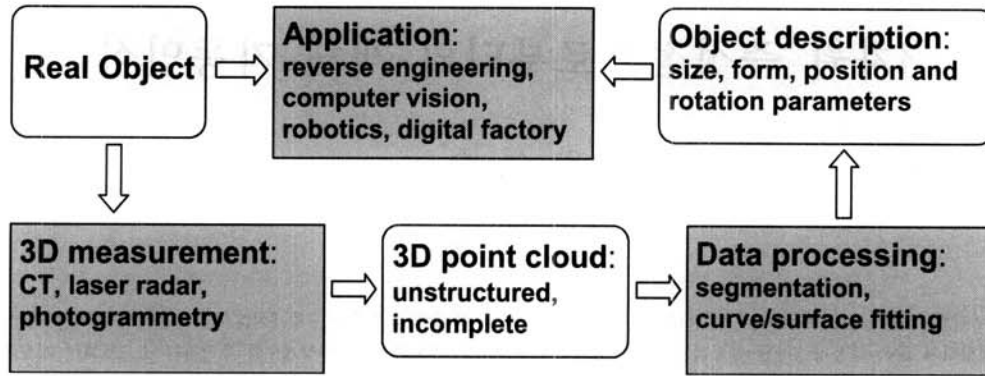 Real Object
Application:
reverse engineering,
computer vision,
robotics, digital factory
Object description:
size, form, position and
rotation parameters
3D measurement:
CT, laser radar,
photogrammetry
3D point cloud:
unstructured,
incomplete
Data processing:
segmentation,
curve/surface fitting